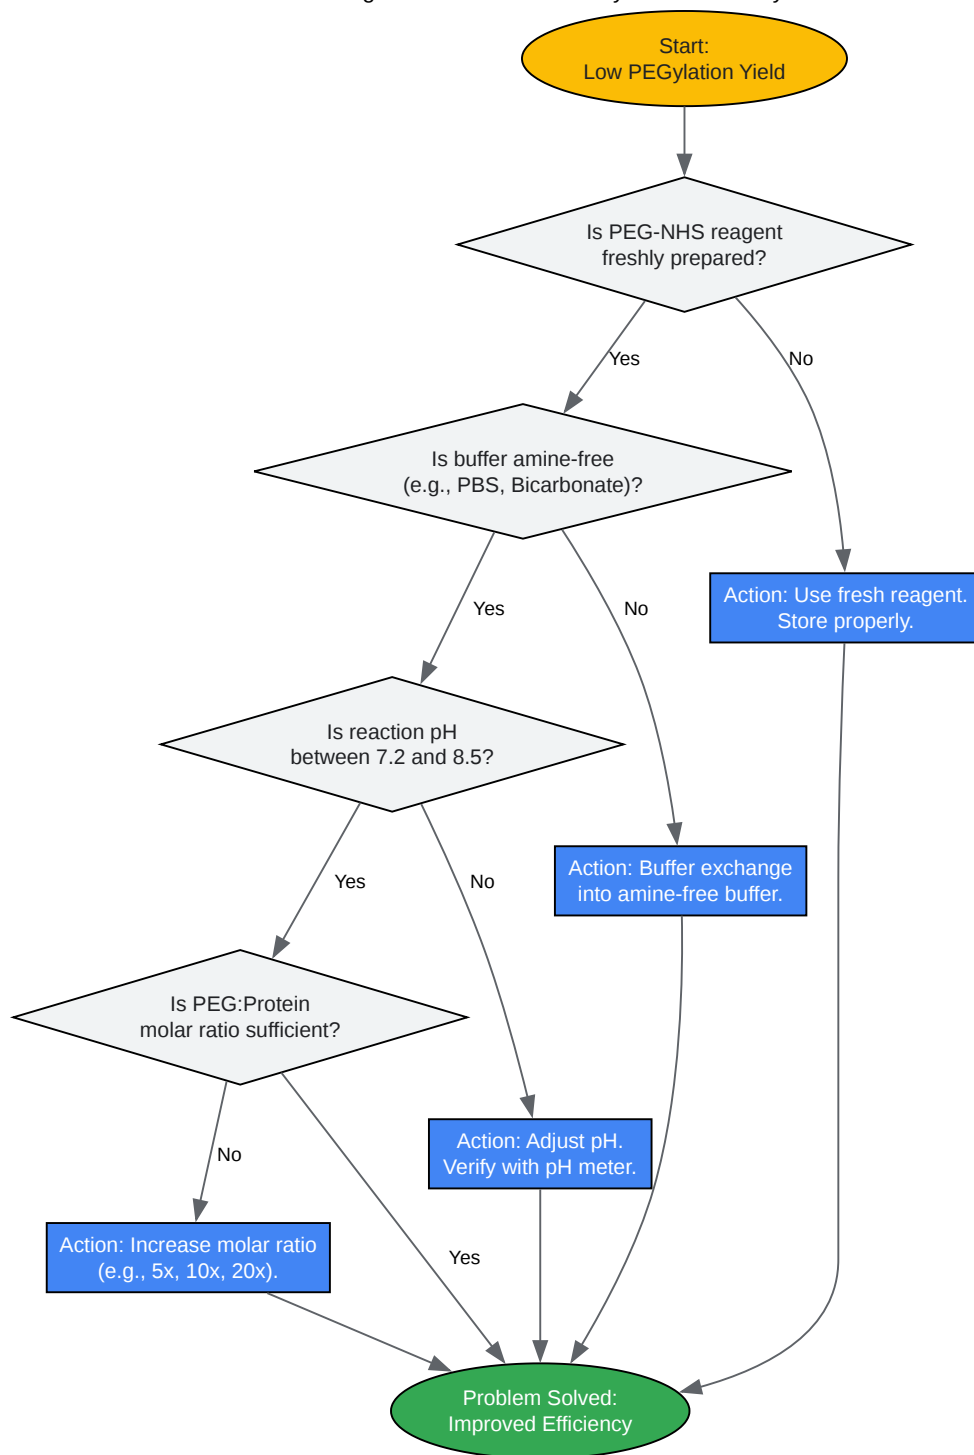 Start:
Low PEGylation Yield
Is PEG-NHS reagent
freshly prepared?
Yes
No
Is buffer amine-free
(e.g., PBS, Bicarbonate)?
Yes
No
Action: Use fresh reagent.
Store properly.
Is reaction pH
between 7.2 and 8.5?
Yes
No
Action: Buffer exchange
into amine-free buffer.
Is PEG:Protein
molar ratio sufficient?
No
Yes
Action: Adjust pH.
Verify with pH meter.
Action: Increase molar ratio
(e.g., 5x, 10x, 20x).
Problem Solved:
Improved Efficiency